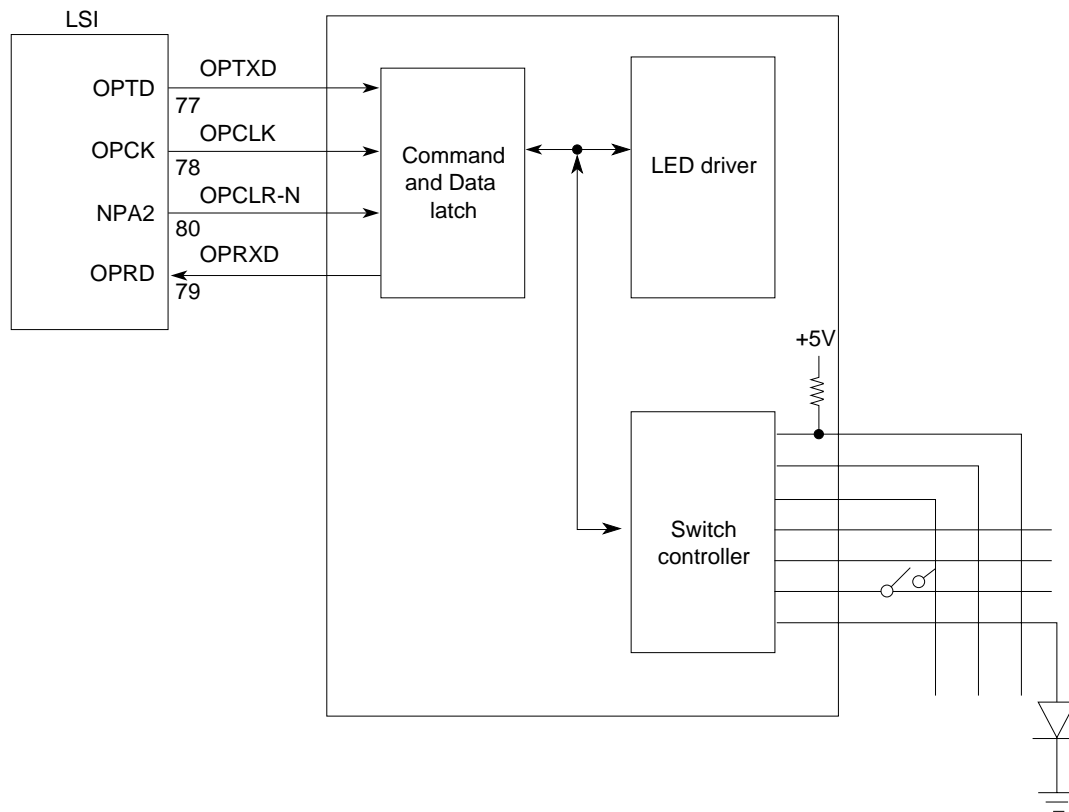 LSI
OPTD
OPTXD
77
OPCK
OPCLK
78
NPA2
OPCLR-N
80
OPRD
OPRXD
79
Command
and Data
latch
LED driver
+5V
Switch
controller